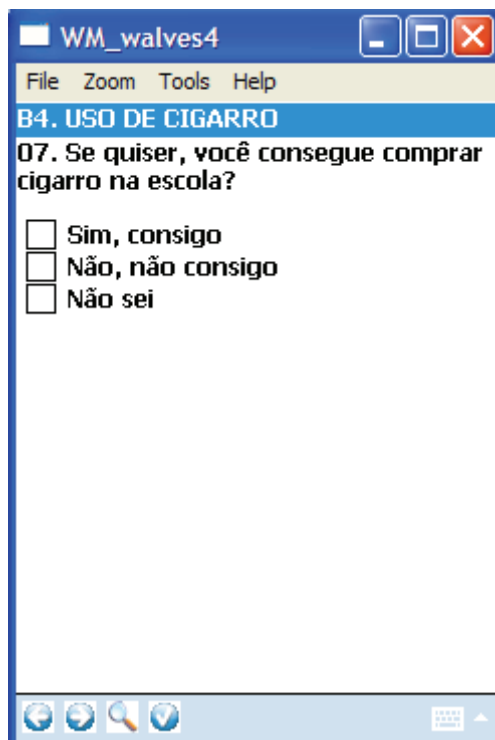 WM_walves4
File Zoom Tools Help
B4. USO DE CIGARRO
07. Se quiser, você consegue comprar
cigarro na escola?
Sim, consigo
Não, não consigo
Não sei